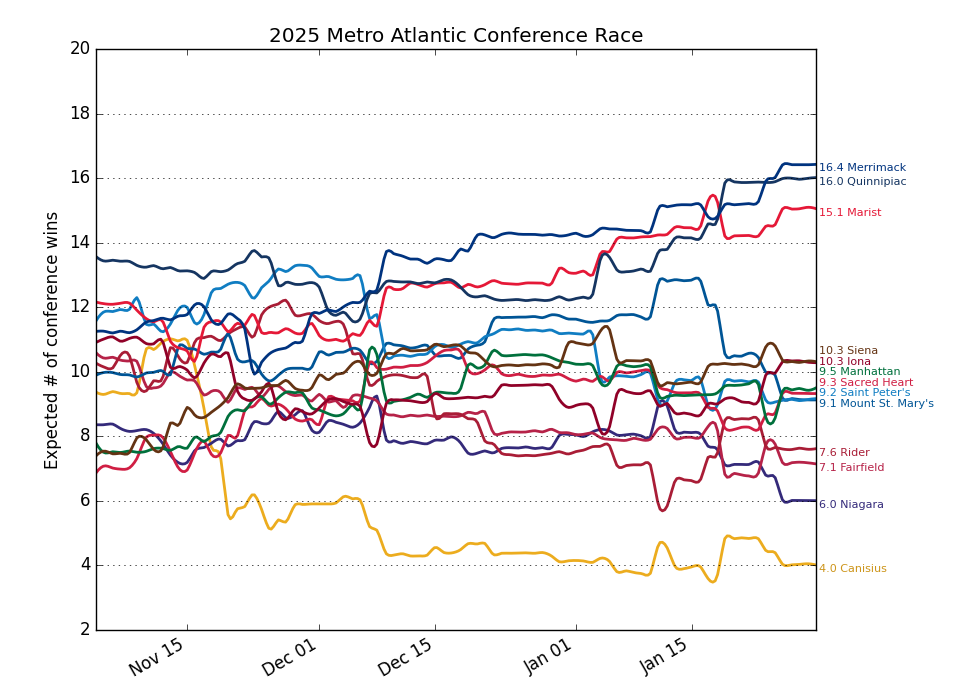 2025 Metro Atlantic Conference Race
Expected # of conference wins
20
18
16
14
12
10
8
6
4
2
Nov 15
Dec 01
Dec 15
Jan 01
Jan 15
16.4 Merrimack
16.0 Quinnipiac
15.1 Marist
10.3 Siena
10.3 Iona
9.5 Manhattan
9.3 Sacred Heart
9.2 Saint Peter's
9.1 Mount St. Mary's
7.6 Rider
7.1 Fairfield
6.0 Niagara
4.0 Canisius